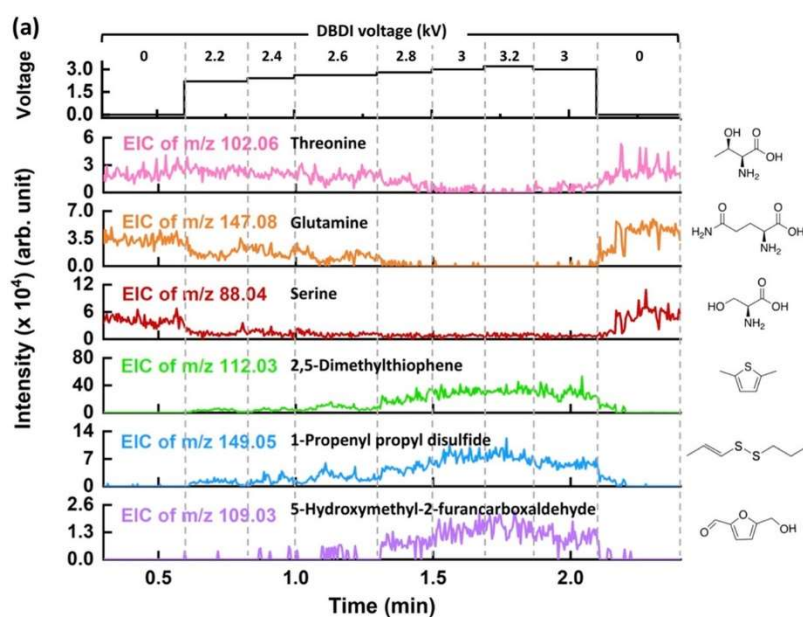 (a)
DBDI voltage (kV)
0 2.2 2.4 2.6 2.8 3 3.2 3 0
Voltage
3.0
1.5
0.0
EIC of m/z 102.06 Threonine
6
3
0
OH O OH NH₂
EIC of m/z 147.08 Glutamine
7.0
3.5
0.0
O O H₂N OH NH₂
EIC of m/z 88.04 Serine
12
6
0
O HO OH NH₂
EIC of m/z 112.03 2,5-Dimethylthiophene
80
40
0
S
EIC of m/z 149.05 1-Propenyl propyl disulfide
14
7
0
S S
EIC of m/z 109.03 5-Hydroxymethyl-2-furancarboxaldehyde
2.6
1.3
0.0
O O OH
Intensity (x 10⁴) (arb. unit)
0.5 1.0 1.5 2.0
Time (min)